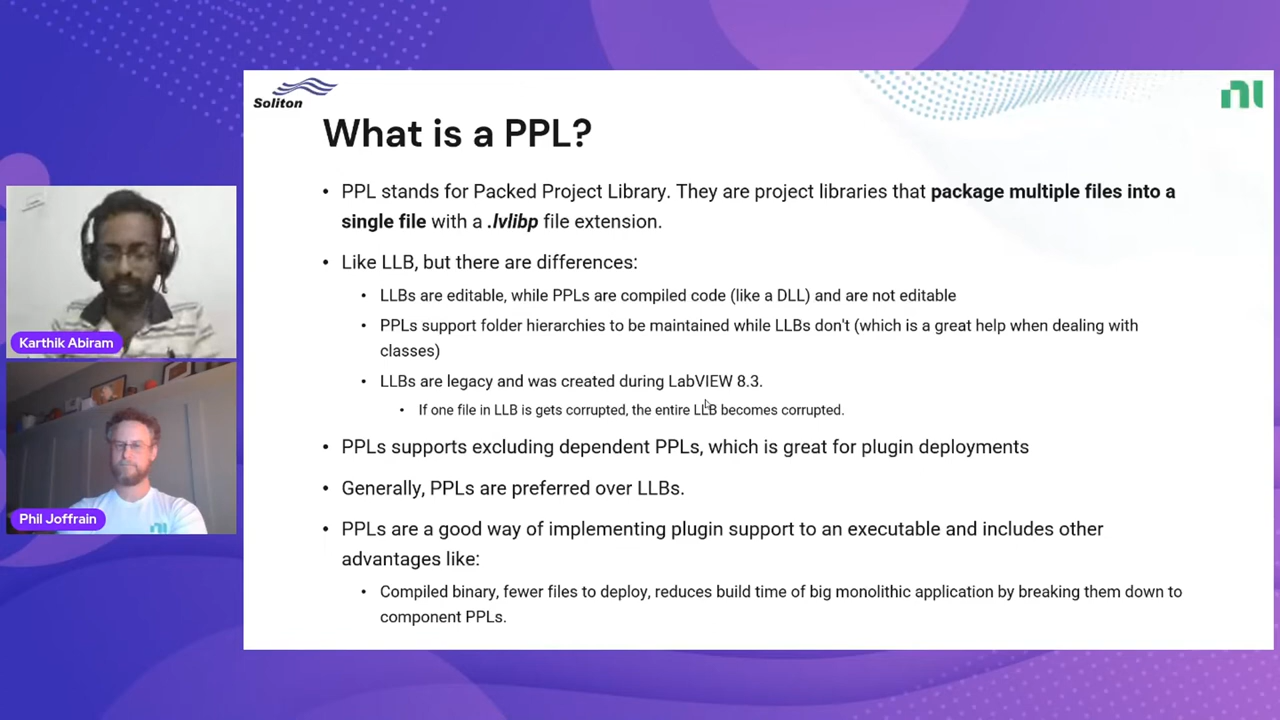 Soliton
What is a PPL?
• PPL stands for Packed Project Library. They are project libraries that package multiple files into a
single file with a .lvlibp file extension.
• Like LLB, but there are differences:
• LLBs are editable, while PPLs are compiled code (like a DLL) and are not editable
• PPLs support folder hierarchies to be maintained while LLBs don't (which is a great help when dealing with
classes)
• LLBs are legacy and was created during LabVIEW 8.3.
• If one file in LLB is gets corrupted, the entire LLB becomes corrupted.
• PPLs supports excluding dependent PPLs, which is great for plugin deployments
• Generally, PPLs are preferred over LLBs.
• PPLs are a good way of implementing plugin support to an executable and includes other
advantages like:
• Compiled binary, fewer files to deploy, reduces build time of big monolithic application by breaking them down to
component PPLs.
Karthik Abiram
Phil Joffrain